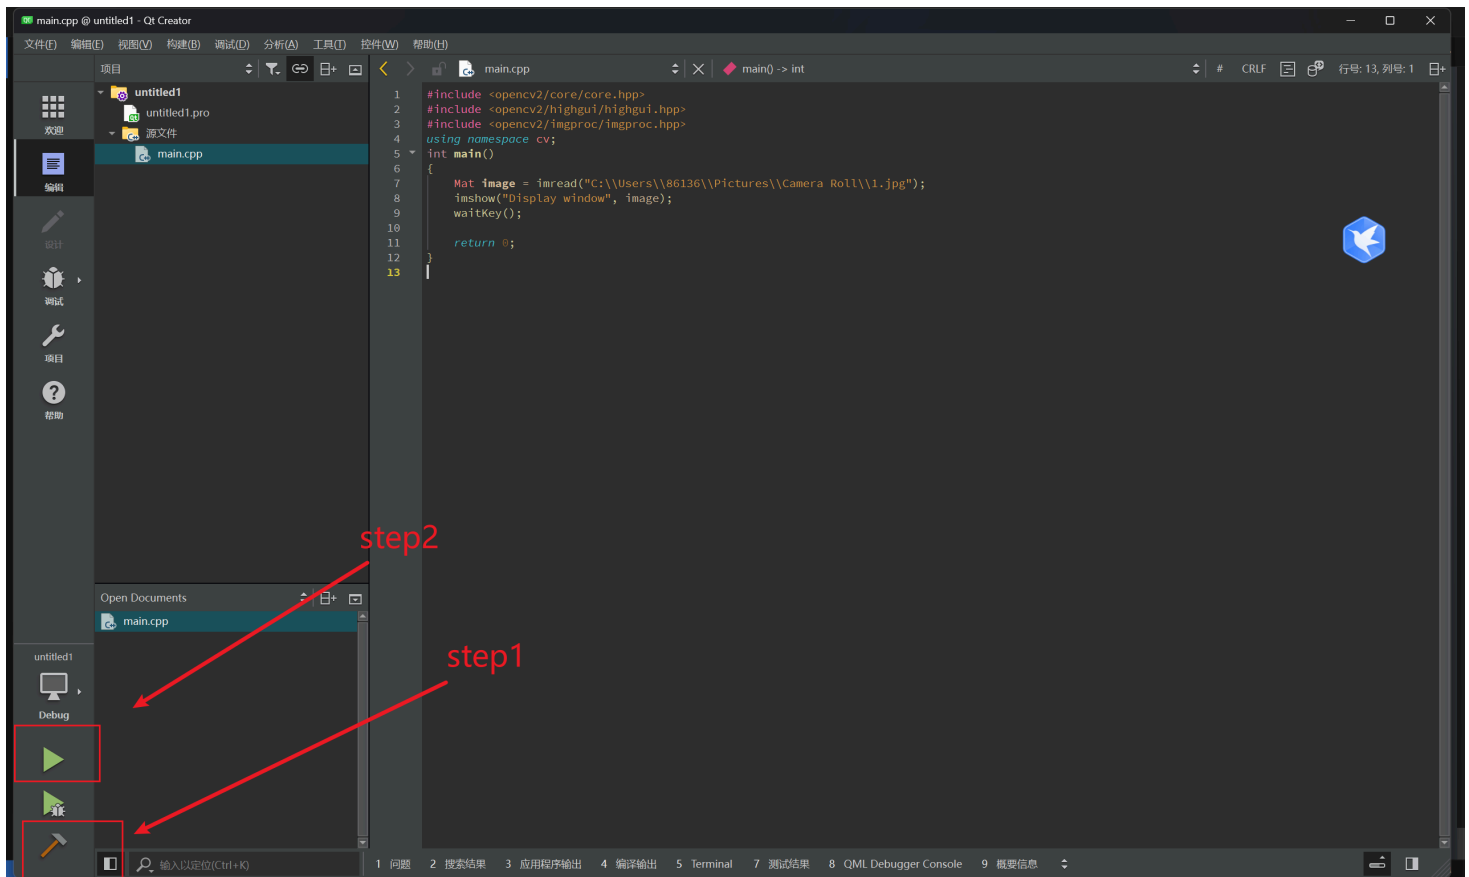 main.cpp @ untitled1 - Qt Creator
文件(F) 编辑(E) 视图(V) 构建(B) 调试(D) 分析(A) 工具(T) 控件(W) 帮助(H)
项目
main.cpp
main() -> int
# CRLF 行号: 13, 列号: 1
欢迎
编辑
设计
调试
项目
帮助
untitled1
untitled1.pro
源文件
main.cpp
1 #include <opencv2/core/core.hpp>
2 #include <opencv2/highgui/highgui.hpp>
3 #include <opencv2/imgproc/imgproc.hpp>
4 using namespace cv;
5 int main()
6 {
7 Mat image = imread("C:\\Users\\86136\\Pictures\\Camera Roll\\1.jpg");
8 imshow("Display window", image);
9 waitKey();
10
11 return 0;
12 }
13
step2
Open Documents
main.cpp
step1
untitled1
Debug
输入以定位(Ctrl+K)
1 问题 2 搜索结果 3 应用程序输出 4 编译输出 5 Terminal 7 测试结果 8 QML Debugger Console 9 概要信息